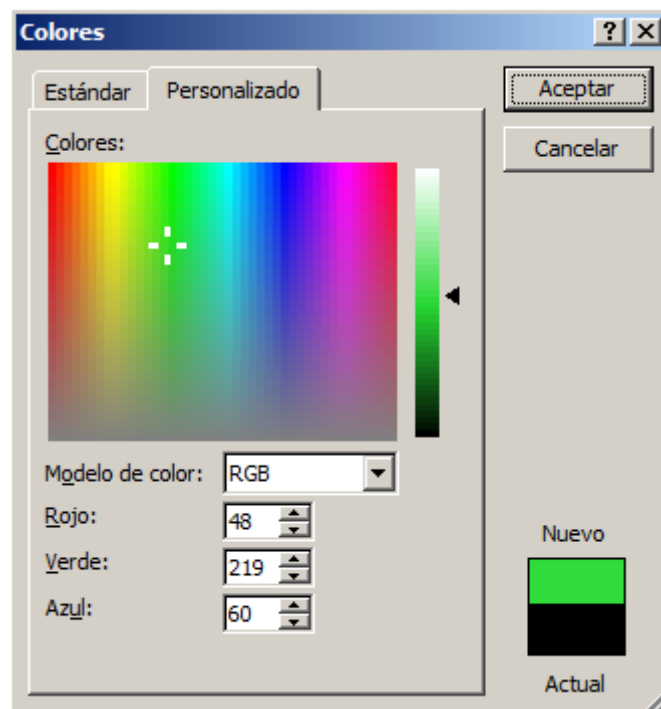 Colores
Estándar Personalizado
Aceptar
Cancelar
Colores:
Modelo de color: RGB
Rojo: 48
Verde: 219
Azul: 60
Nuevo
Actual